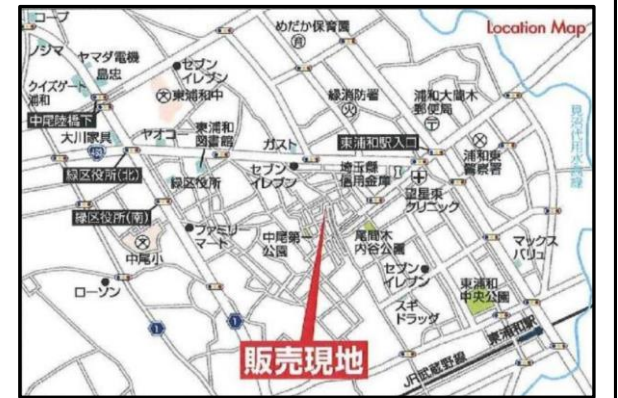 Location Map
コープ
めだか保育園
ノジマ
ヤマダ電機
島忠
セブン
イレブン
クイズゲート
浦和
東浦和中
緑消防署
浦和大間木
郵便局
見沼代用水東縁
中尾陸橋下
大川家具
ヤオコー
東浦和
図書館
ガスト
東浦和駅入口
463
緑区役所(北)
緑区役所
セブン
イレブン
埼玉縣
信用金庫
浦和東
警察署
望星東
クリニック
緑区役所(南)
ファミリー
マート
中尾第一
公園
尾間木
内谷公園
マックス
バリュ
中尾小
セブン
イレブン
東浦和
中央公園
ローソン
スギ
ドラッグ
1
1
東浦和駅
販売現地
JR武蔵野線